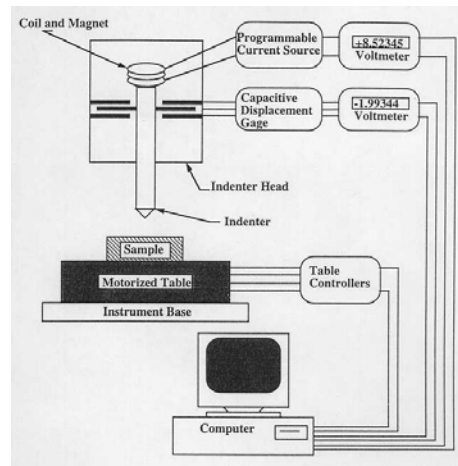 Coil and Magnet
Programmable
Current Source
+8.52345
Voltmeter
Capacitive
Displacement
Gage
-1.99344
Voltmeter
Indenter Head
Indenter
Sample
Motorized Table
Instrument Base
Table
Controllers
Computer